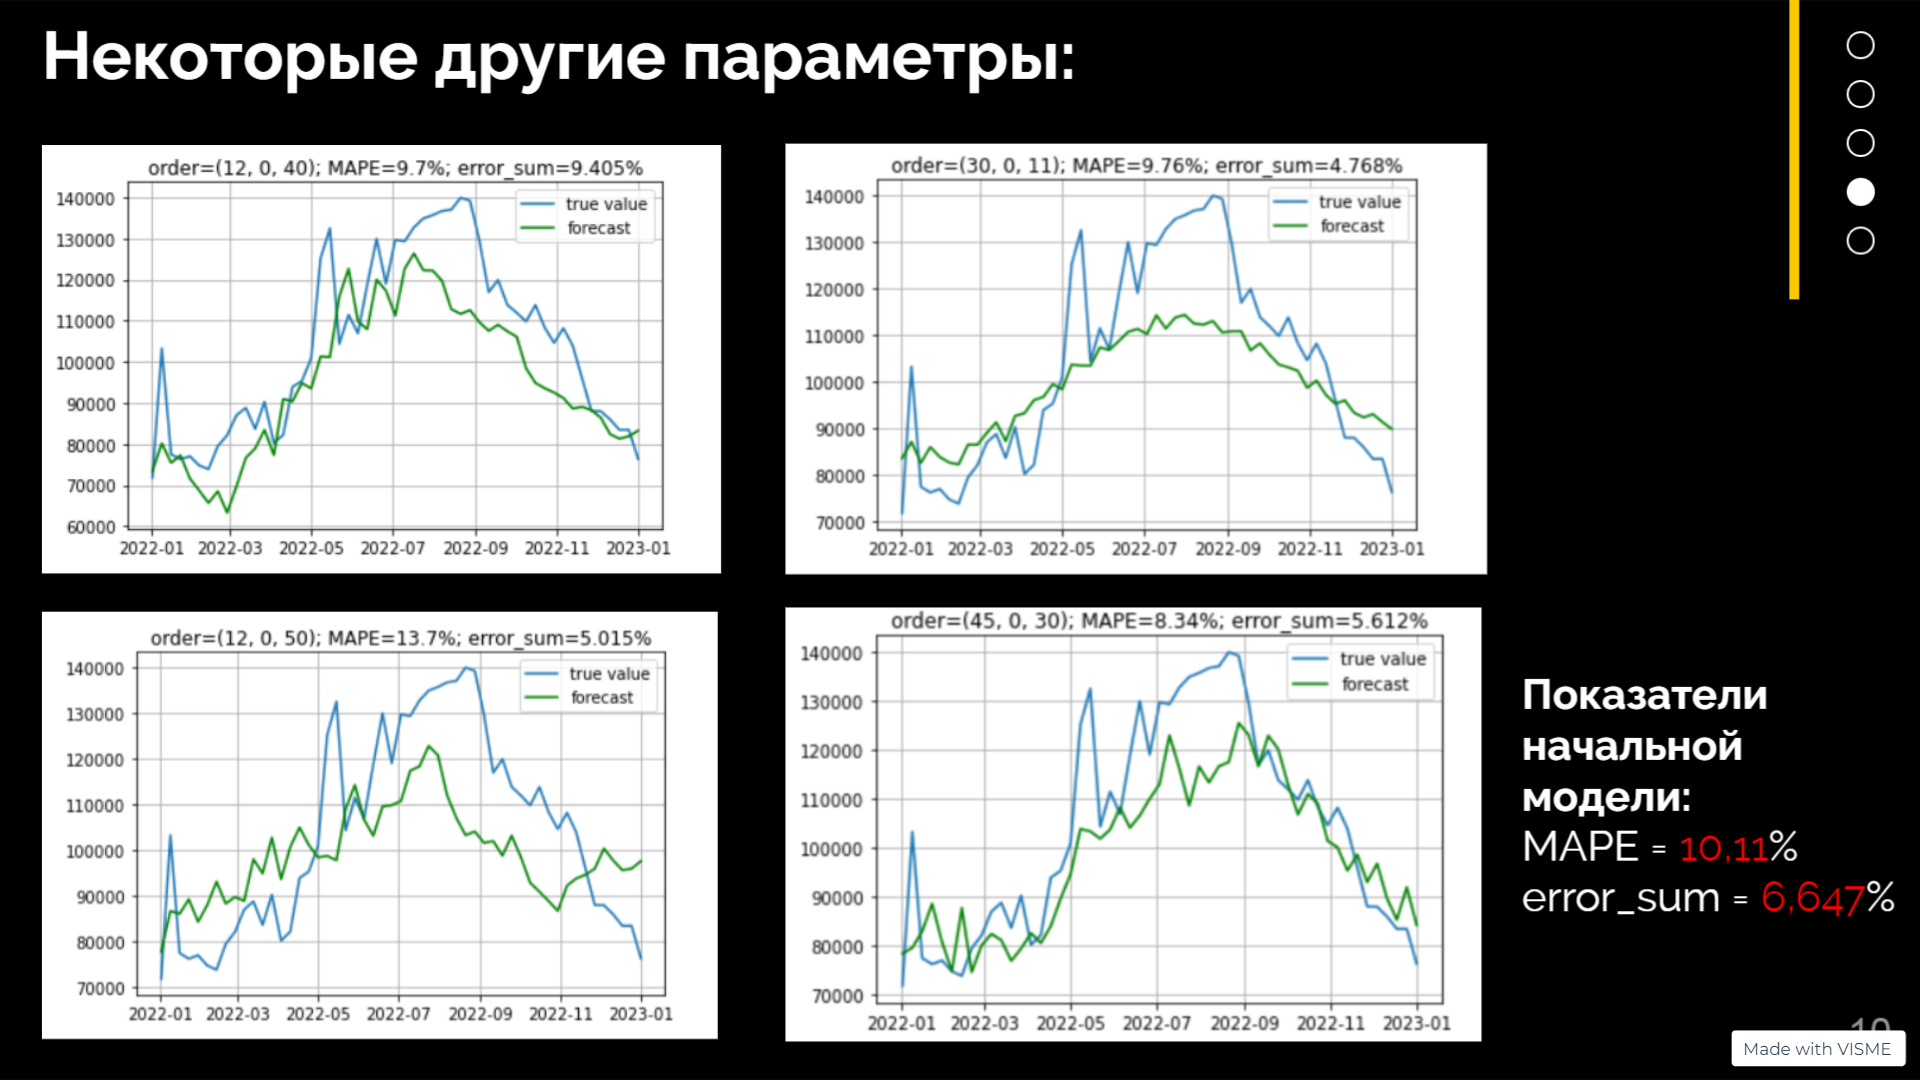 Некоторые другие параметры:
order=(12, 0, 40); MAPE=9.7%; error_sum=9.405%
true value
forecast
140000
130000
120000
110000
100000
90000
80000
70000
60000
2022-01 2022-03 2022-05 2022-07 2022-09 2022-11 2023-01
order=(30, 0, 11); MAPE=9.76%; error_sum=4.768%
true value
forecast
140000
130000
120000
110000
100000
90000
80000
70000
2022-01 2022-03 2022-05 2022-07 2022-09 2022-11 2023-01
order=(12, 0, 50); MAPE=13.7%; error_sum=5.015%
true value
forecast
140000
130000
120000
110000
100000
90000
80000
70000
2022-01 2022-03 2022-05 2022-07 2022-09 2022-11 2023-01
order=(45, 0, 30); MAPE=8.34%; error_sum=5.612%
true value
forecast
140000
130000
120000
110000
100000
90000
80000
70000
2022-01 2022-03 2022-05 2022-07 2022-09 2022-11 2023-01
Показатели
начальной
модели:
MAPE = 10,11%
error_sum = 6,647%
Made with VISME